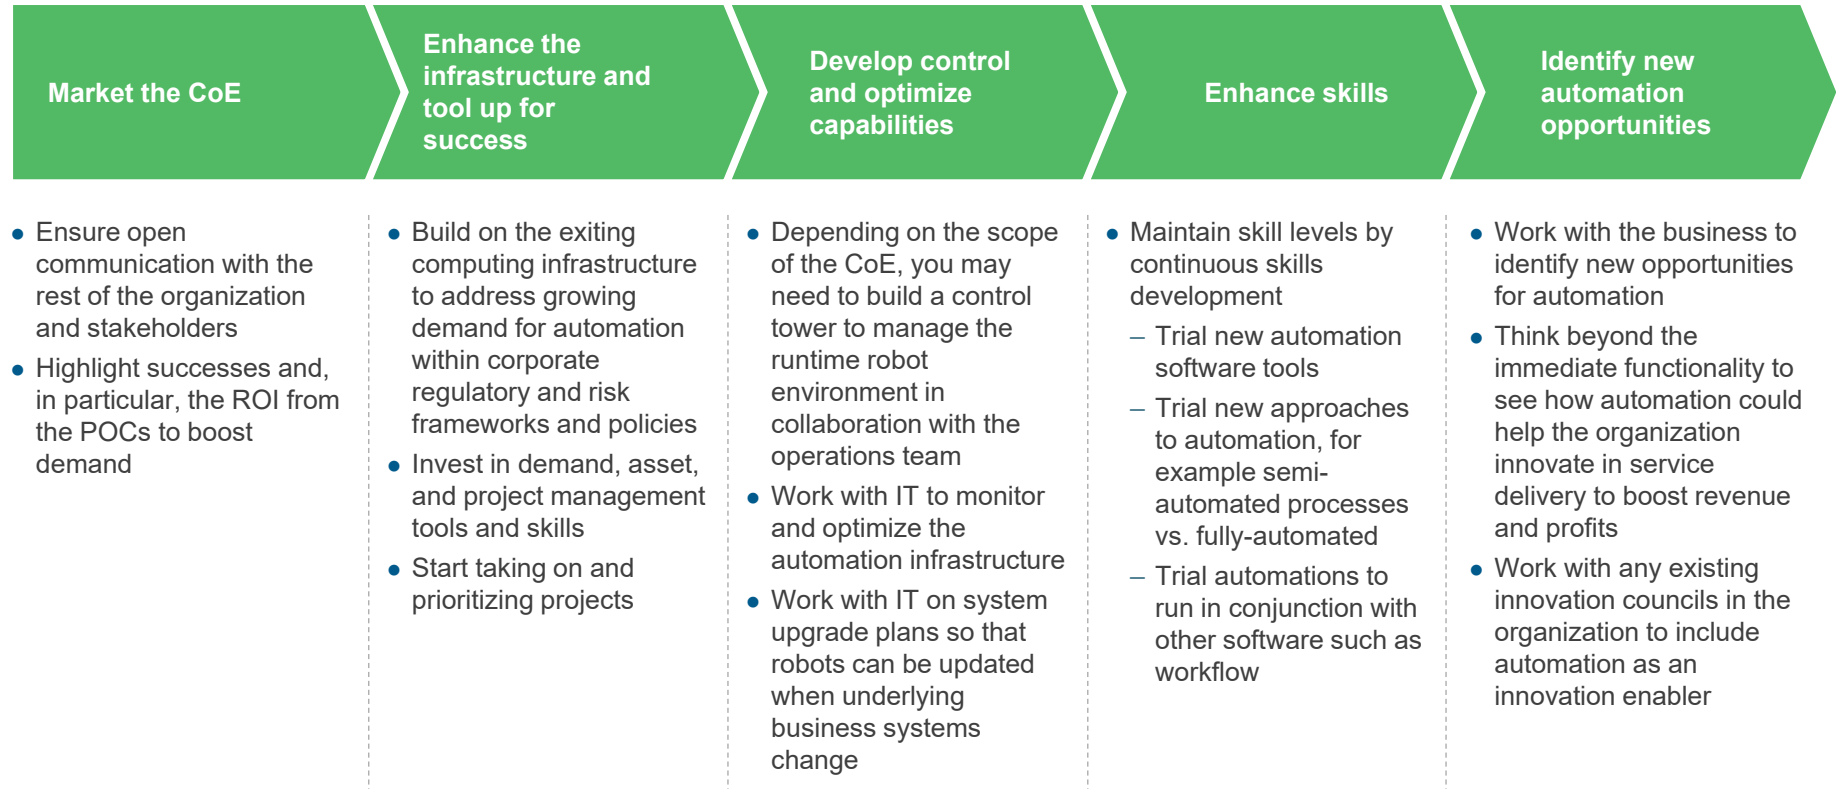 Market the CoE
Enhance the
infrastructure and
tool up for
success
Develop control
and optimize
capabilities
Enhance skills
Identify new
automation
opportunities
● Ensure open
communication with the
rest of the organization
and stakeholders
● Highlight successes and,
in particular, the ROI from
the POCs to boost
demand
● Build on the exiting
computing infrastructure
to address growing
demand for automation
within corporate
regulatory and risk
frameworks and policies
● Invest in demand, asset,
and project management
tools and skills
● Start taking on and
prioritizing projects
● Depending on the scope
of the CoE, you may
need to build a control
tower to manage the
runtime robot
environment in
collaboration with the
operations team
● Work with IT to monitor
and optimize the
automation infrastructure
● Work with IT on system
upgrade plans so that
robots can be updated
when underlying
business systems
change
● Maintain skill levels by
continuous skills
development
– Trial new automation
software tools
– Trial new approaches
to automation, for
example semi-
automated processes
vs. fully-automated
– Trial automations to
run in conjunction with
other software such as
workflow
● Work with the business to
identify new opportunities
for automation
● Think beyond the
immediate functionality to
see how automation could
help the organization
innovate in service
delivery to boost revenue
and profits
● Work with any existing
innovation councils in the
organization to include
automation as an
innovation enabler